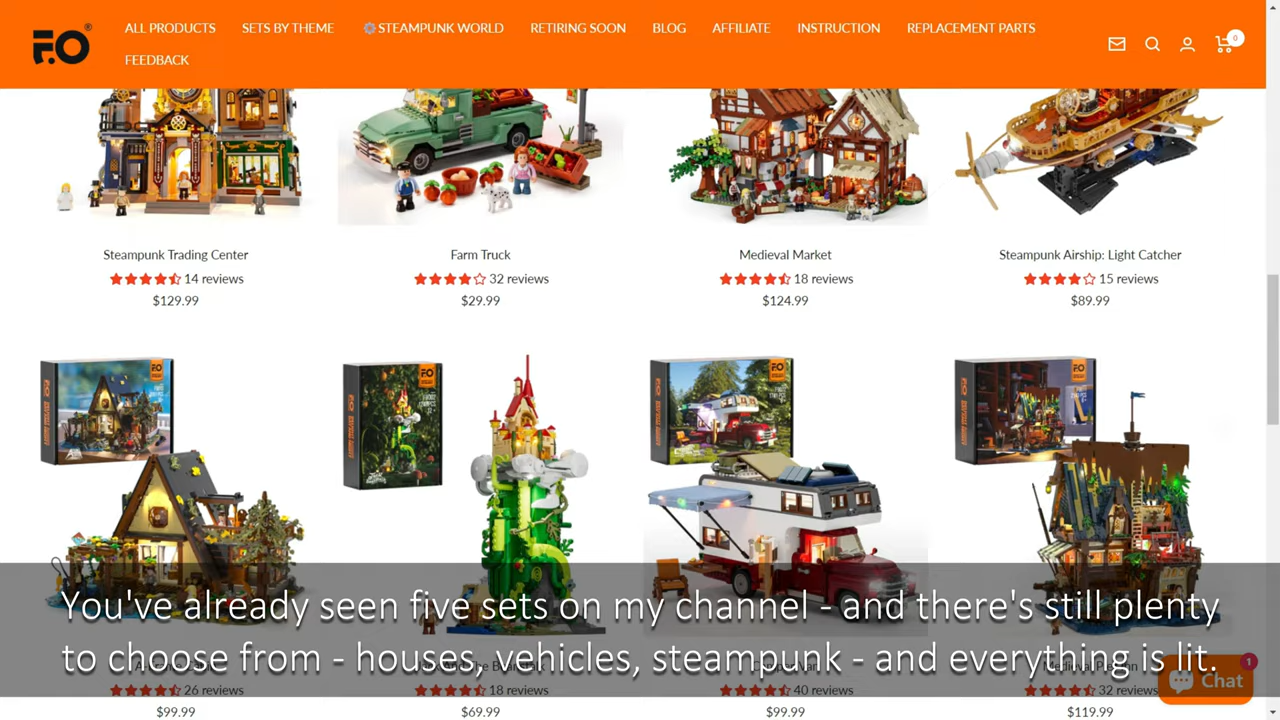 F.O
ALL PRODUCTS SETS BY THEME STEAMPUNK WORLD RETIRING SOON BLOG AFFILIATE INSTRUCTION REPLACEMENT PARTS
FEEDBACK
0
Steampunk Trading Center Farm Truck Medieval Market Steampunk Airship: Light Catcher
14 reviews 32 reviews 18 reviews 15 reviews
$129.99 $29.99 $124.99 $89.99
You've already seen five sets on my channel - and there's still plenty
to choose from - houses, vehicles, steampunk - and everything is lit.
26 reviews 18 reviews 40 reviews 32 reviews
1
Chat
$99.99 $69.99 $99.99 $119.99